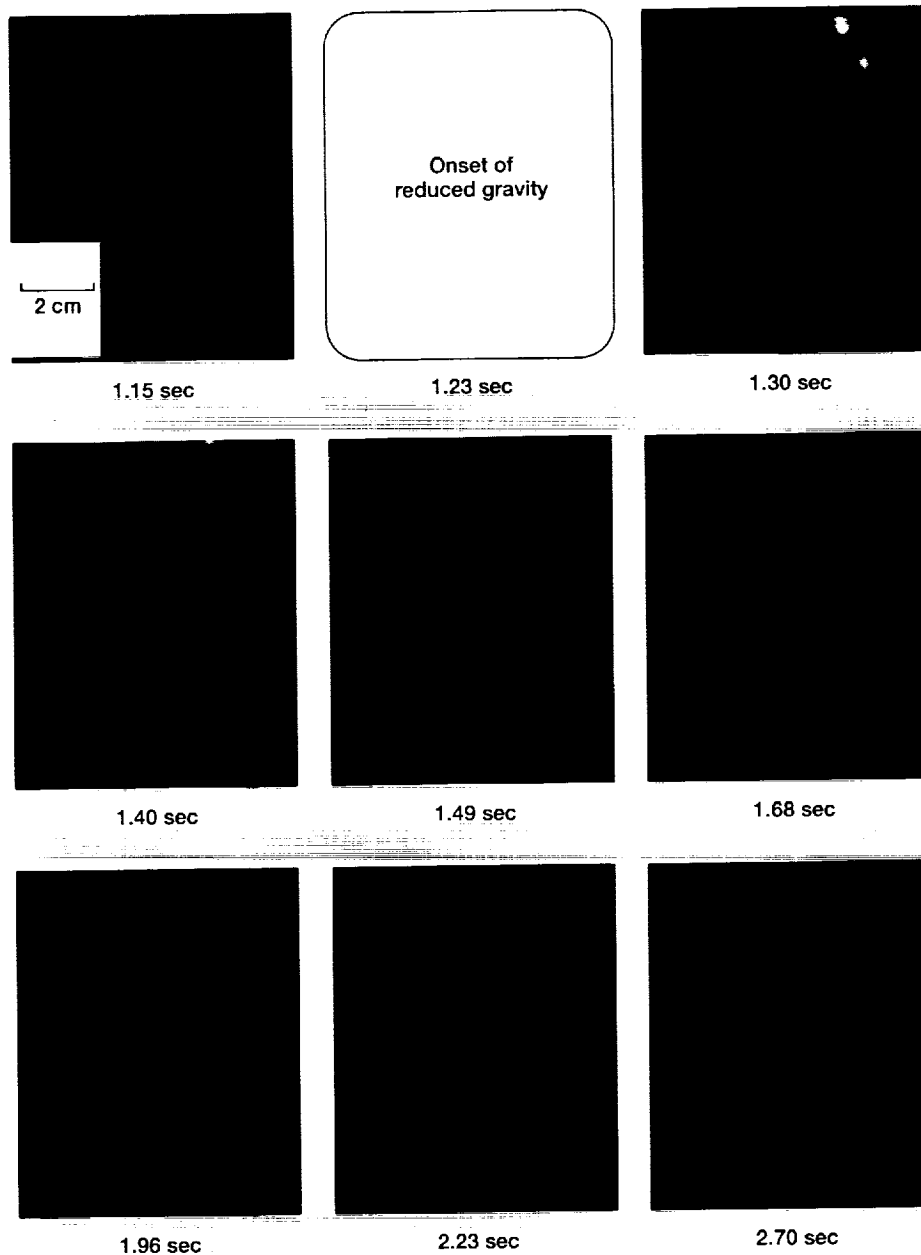 Onset of
reduced gravity
2 cm
1.15 sec
1.23 sec
1.30 sec
1.40 sec
1.49 sec
1.68 sec
1.96 sec
2.23 sec
2.70 sec